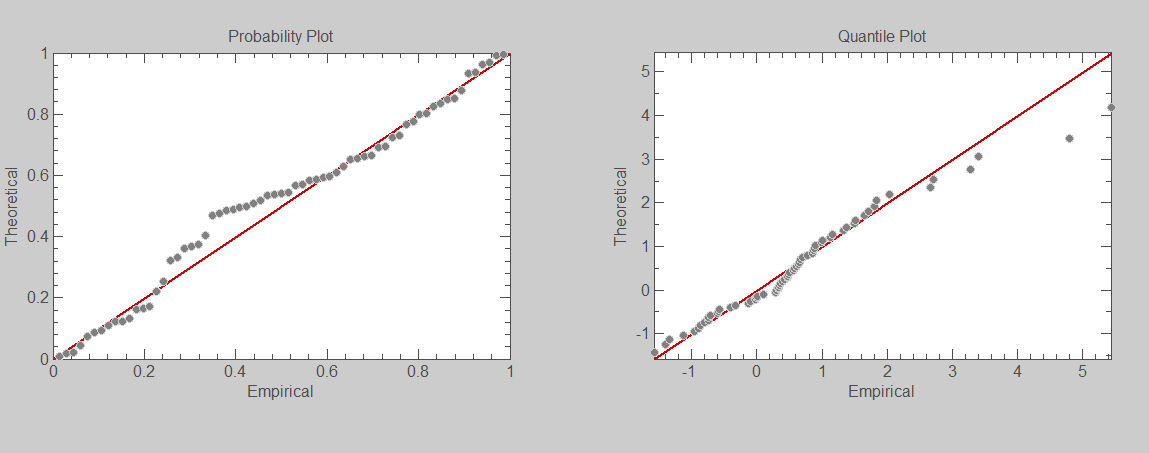 Probability Plot
1
0.8
0.6
0.4
0.2
0
Theoretical
0 0.2 0.4 0.6 0.8 1
Empirical
Quantile Plot
5
4
3
2
1
0
-1
Theoretical
-1 0 1 2 3 4 5
Empirical